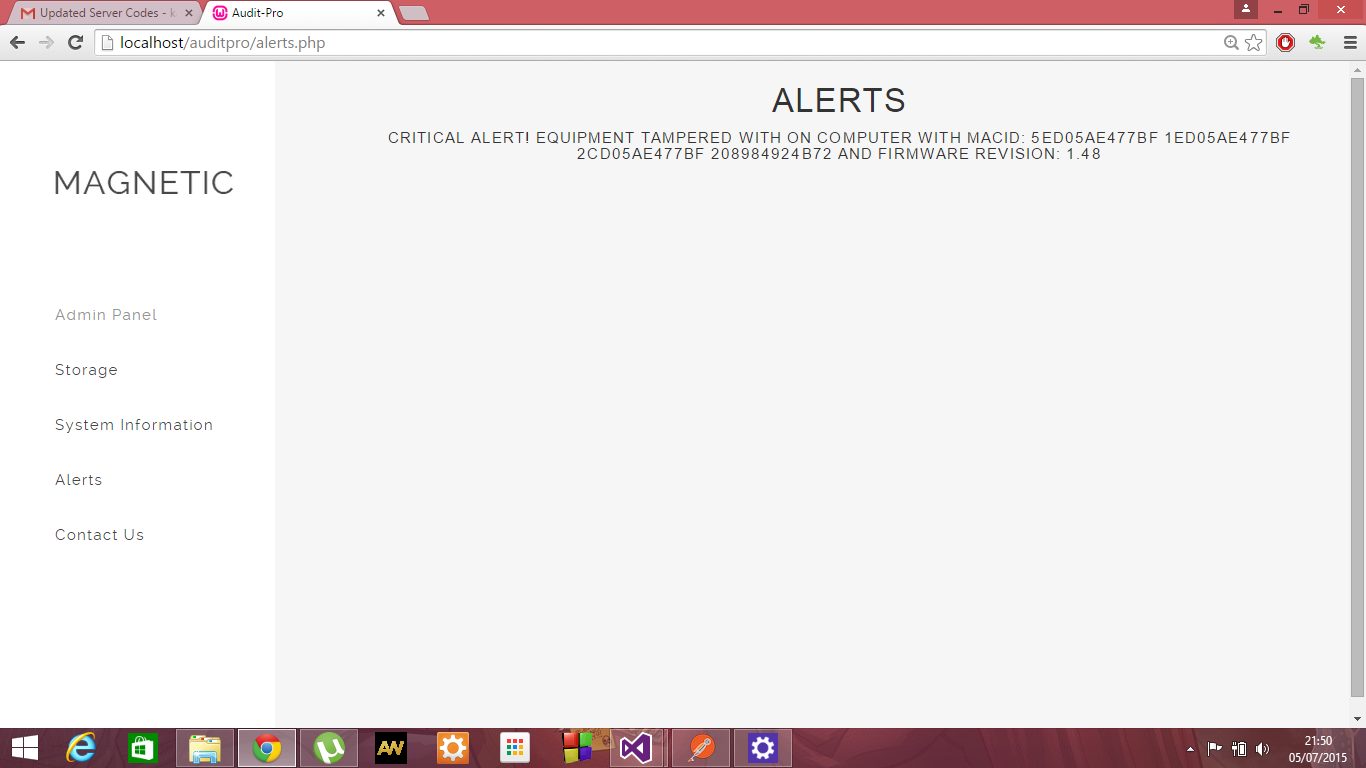 Updated Server Codes - k
Audit-Pro
localhost/auditpro/alerts.php
MAGNETIC
Admin Panel
Storage
System Information
Alerts
Contact Us
ALERTS
CRITICAL ALERT! EQUIPMENT TAMPERED WITH ON COMPUTER WITH MACID: 5ED05AE477BF 1ED05AE477BF
2CD05AE477BF 208984924B72 AND FIRMWARE REVISION: 1.48
AW
21:50
05/07/2015